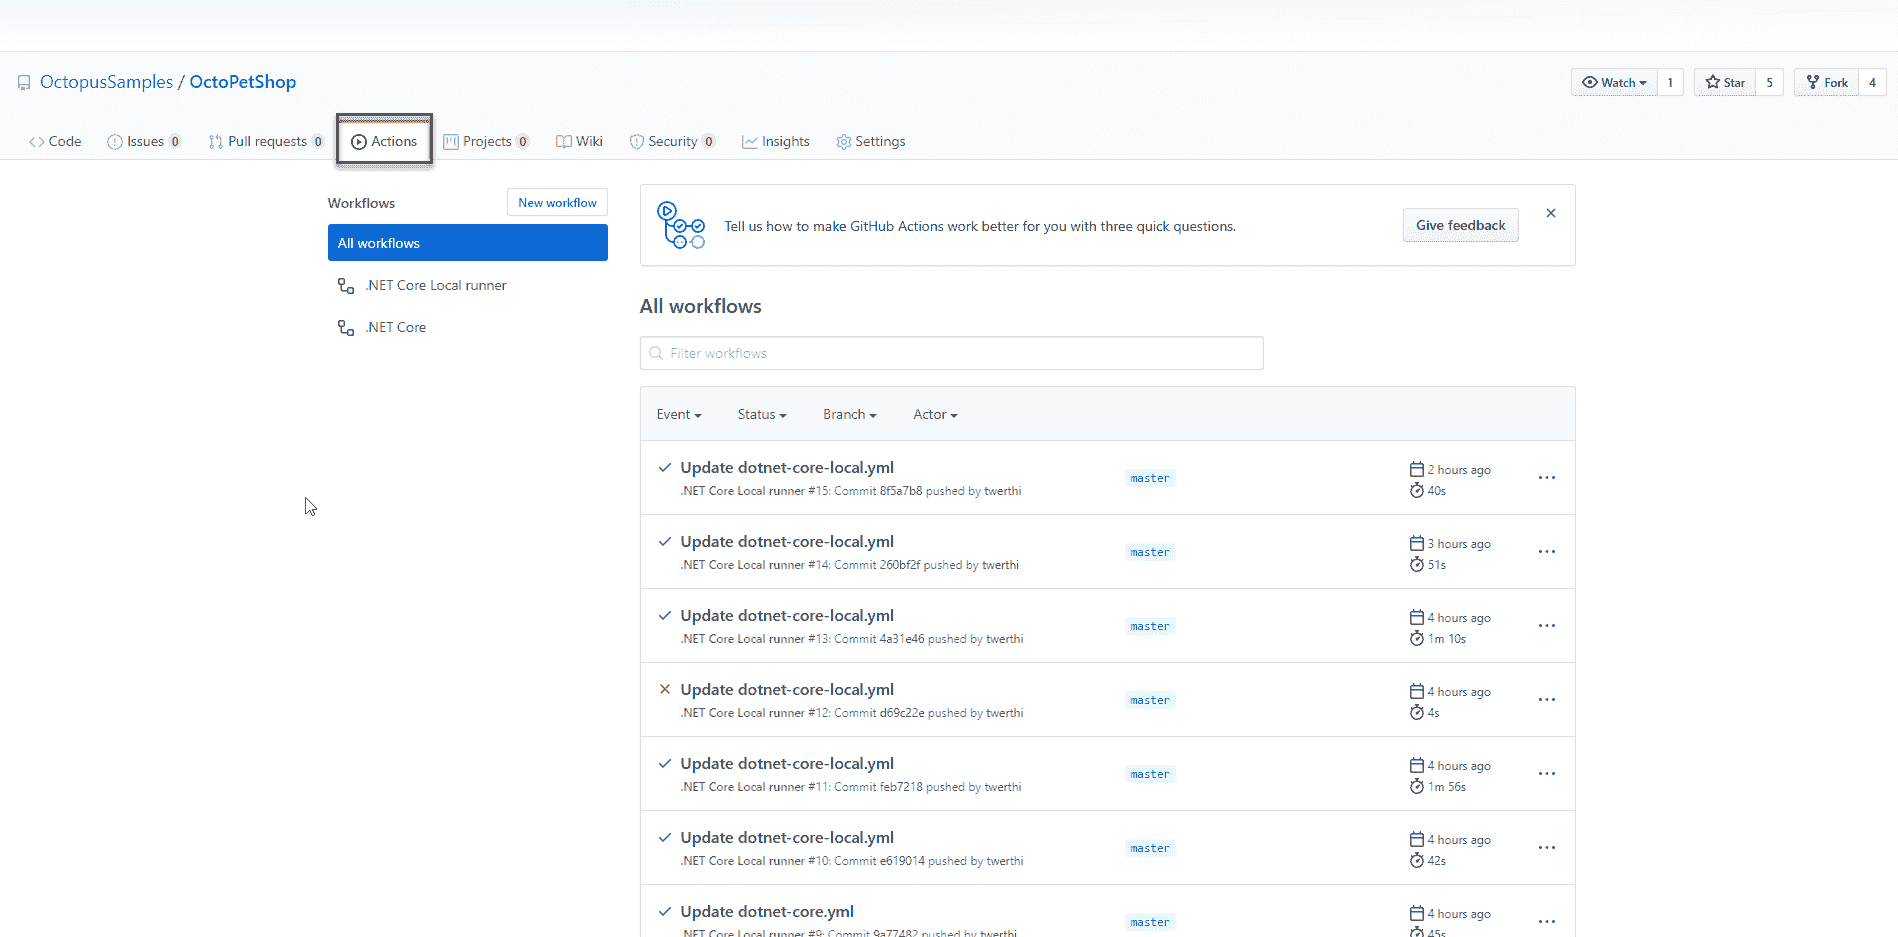 OctopusSamples / OctoPetShop
Watch 1 Star 5 Fork 4
Code Issues 0 Pull requests 0 Actions Projects 0 Wiki Security 0 Insights Settings
Workflows New workflow
All workflows
.NET Core Local runner
.NET Core
Tell us how to make GitHub Actions work better for you with three quick questions. Give feedback
All workflows
Filter workflows
Event Status Branch Actor
Update dotnet-core-local.yml
.NET Core Local runner #15: Commit 8f5a7b8 pushed by twerthi
master
2 hours ago
40s
Update dotnet-core-local.yml
.NET Core Local runner #14: Commit 260bf2f pushed by twerthi
master
3 hours ago
51s
Update dotnet-core-local.yml
.NET Core Local runner #13: Commit 4a31e46 pushed by twerthi
master
4 hours ago
1m 10s
Update dotnet-core-local.yml
.NET Core Local runner #12: Commit d69c22e pushed by twerthi
master
4 hours ago
4s
Update dotnet-core-local.yml
.NET Core Local runner #11: Commit feb7218 pushed by twerthi
master
4 hours ago
1m 56s
Update dotnet-core-local.yml
.NET Core Local runner #10: Commit e619014 pushed by twerthi
master
4 hours ago
42s
Update dotnet-core.yml
.NET Core Local runner #9: Commit 9a77482 pushed by twerthi
master
4 hours ago
45s